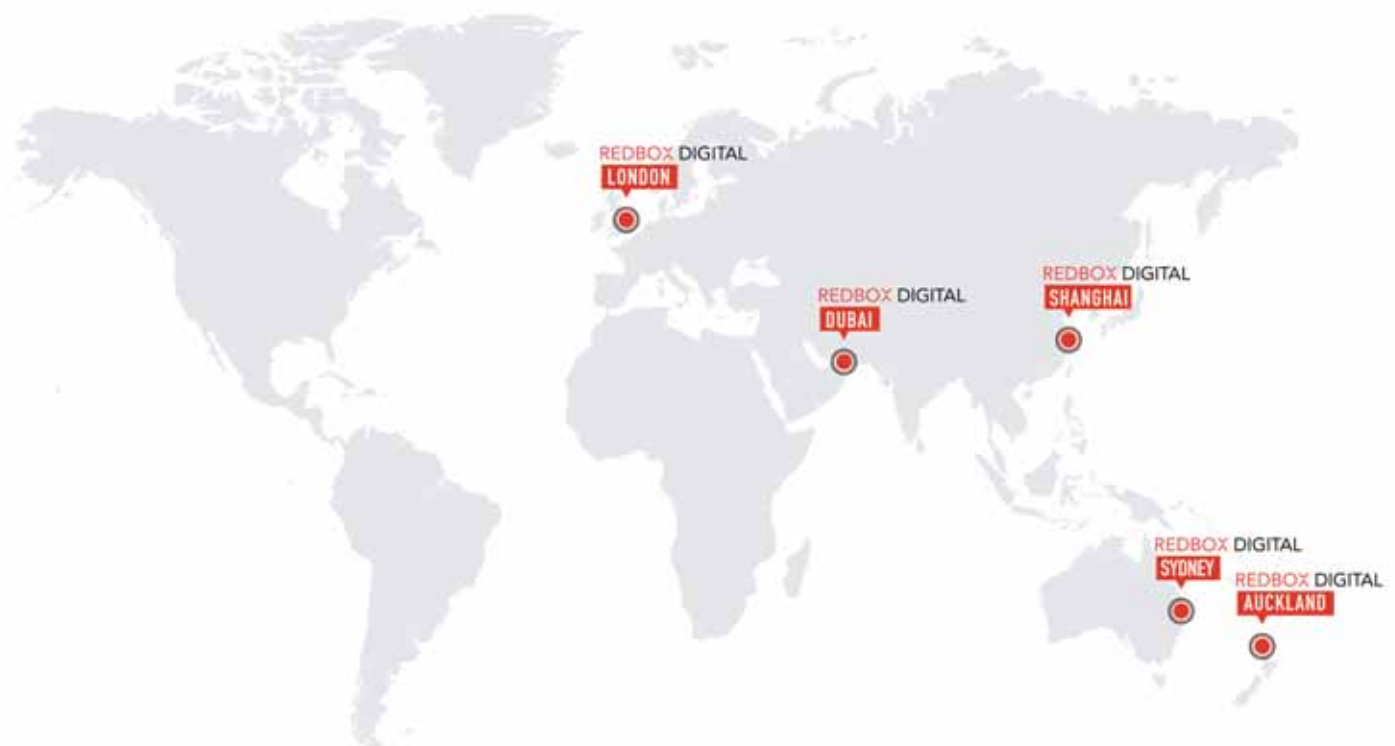 REDBOX DIGITAL
LONDON
REDBOX DIGITAL
SHANGHAI
REDBOX DIGITAL
DUBAI
REDBOX DIGITAL
SYDNEY
REDBOX DIGITAL
AUCKLAND